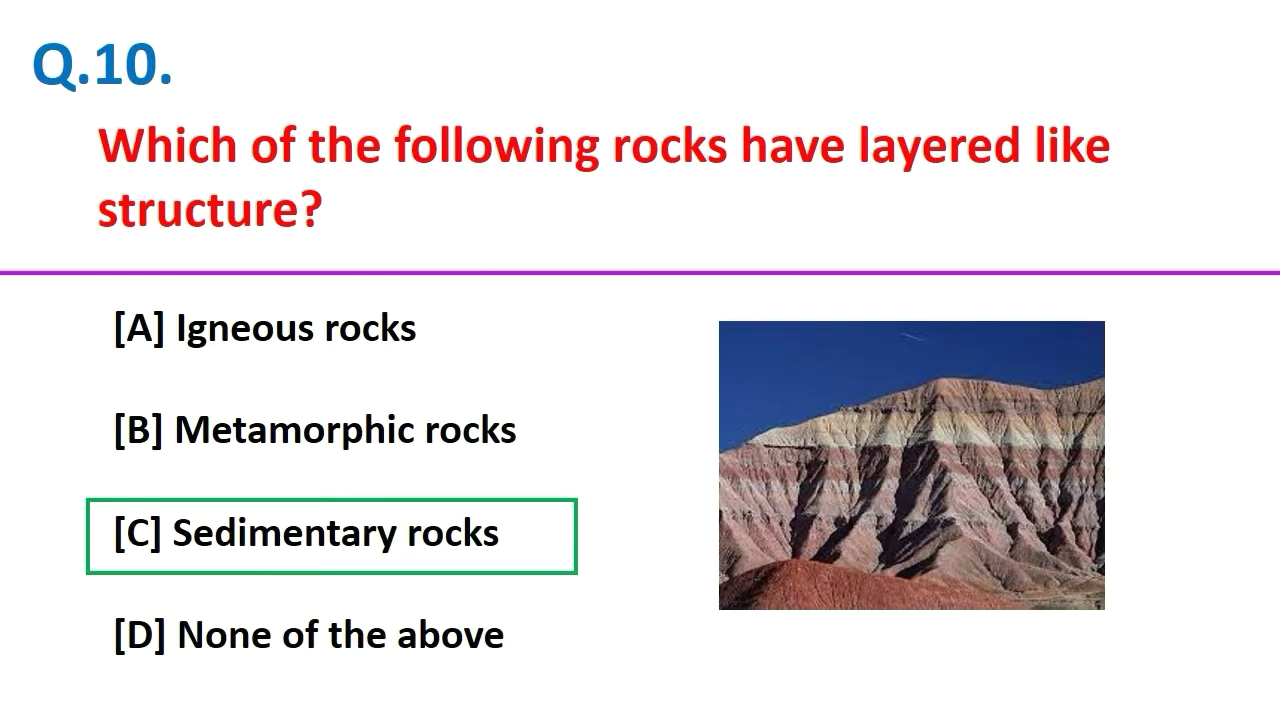 Q.10.
Which of the following rocks have layered like
structure?
[A] Igneous rocks
[B] Metamorphic rocks
[C] Sedimentary rocks
[D] None of the above